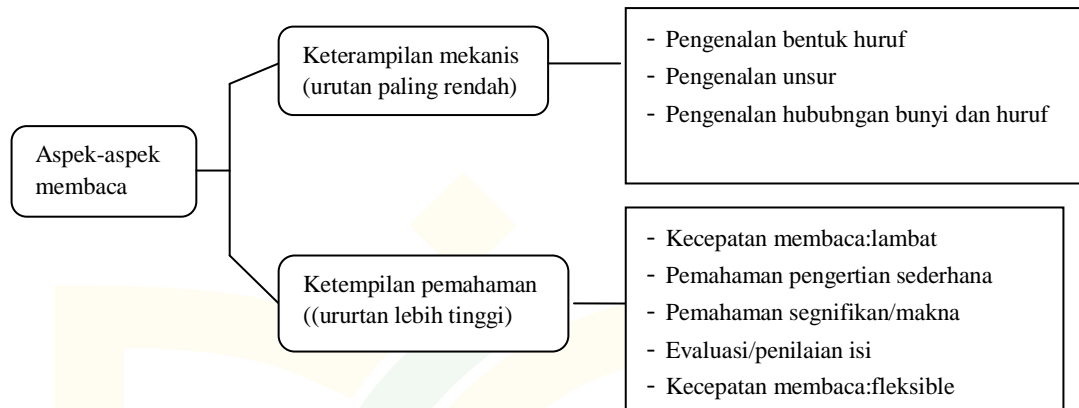 Aspek-aspek
membaca
Keterampilan mekanis
(urutan paling rendah)
- Pengenalan bentuk huruf
- Pengenalan unsur
- Pengenalan hububngan bunyi dan huruf
Ketempilan pemahaman
((ururtan lebih tinggi)
- Kecepatan membaca:lambat
- Pemahaman pengertian sederhana
- Pemahaman segnifikan/makna
- Evaluasi/penilaian isi
- Kecepatan membaca:fleksible